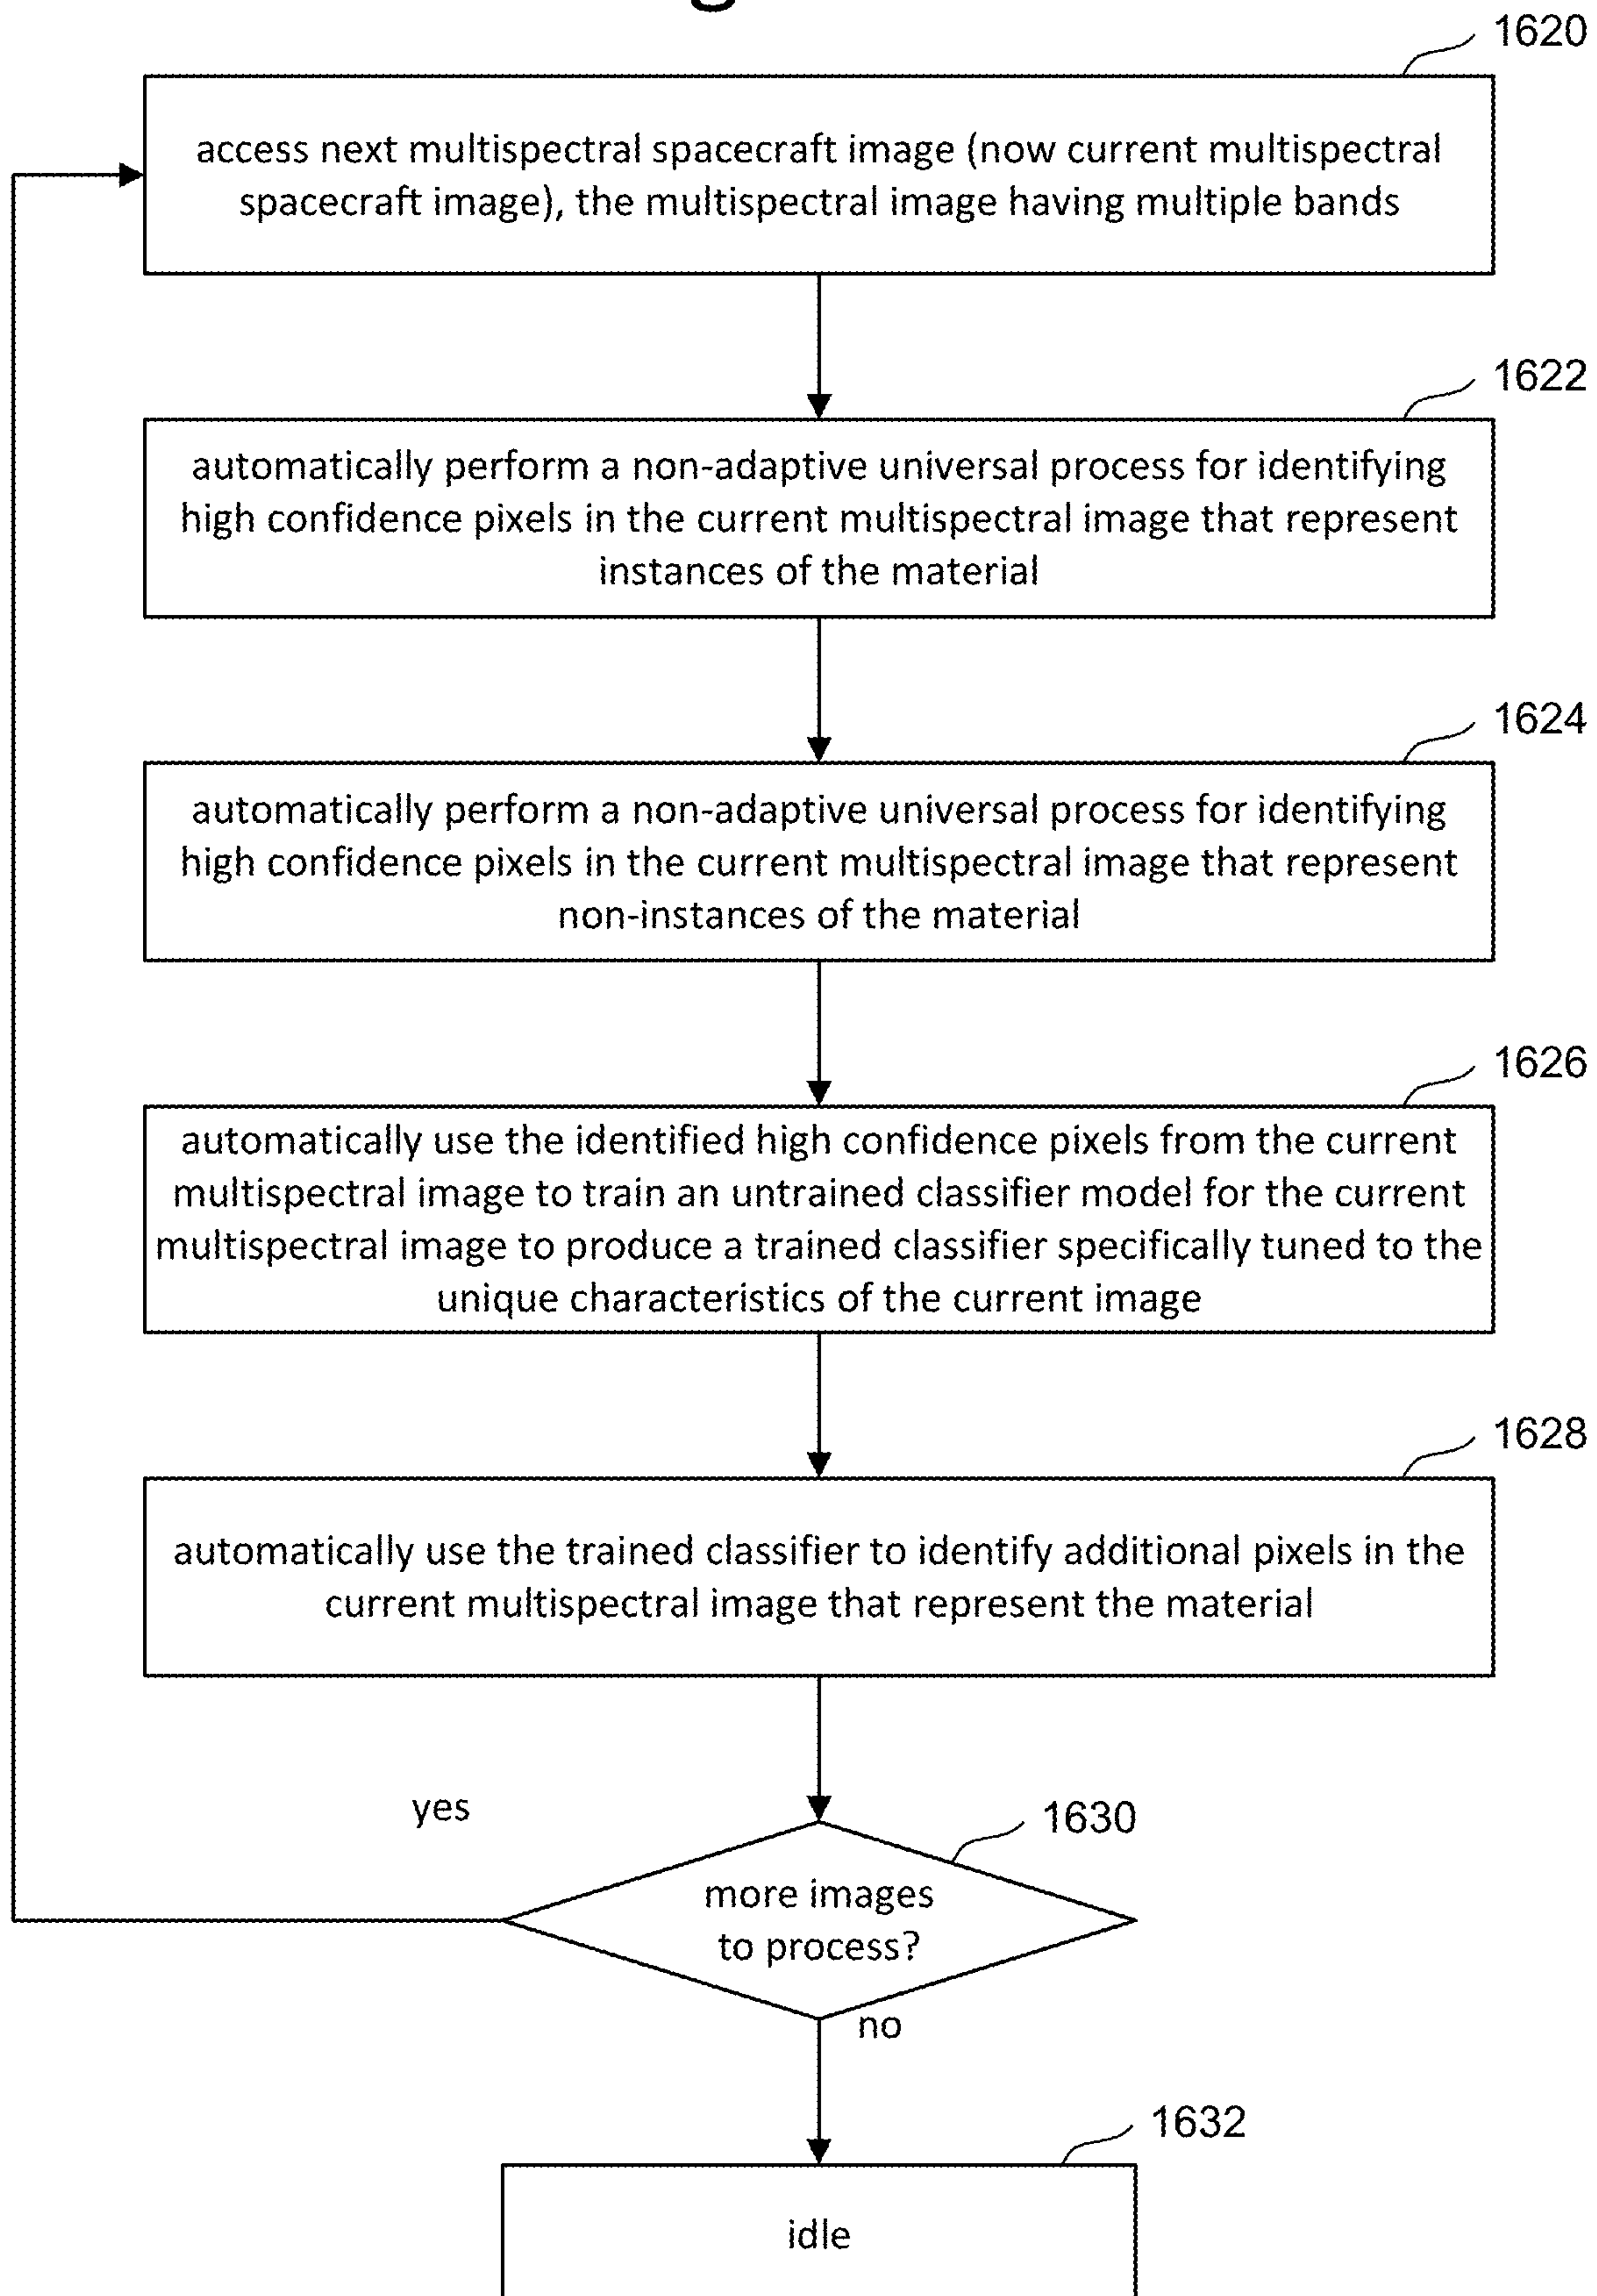 1620
access next multispectral spacecraft image (now current multispectral
spacecraft image), the multispectral image having multiple bands
1622
automatically perform a non-adaptive universal process for identifying
high confidence pixels in the current multispectral image that represent
instances of the material
1624
automatically perform a non-adaptive universal process for identifying
high confidence pixels in the current multispectral image that represent
non-instances of the material
1626
automatically use the identified high confidence pixels from the current
multispectral image to train an untrained classifier model for the current
multispectral image to produce a trained classifier specifically tuned to the
unique characteristics of the current image
1628
automatically use the trained classifier to identify additional pixels in the
current multispectral image that represent the material
yes
1630
more images
to process?
no
1632
idle